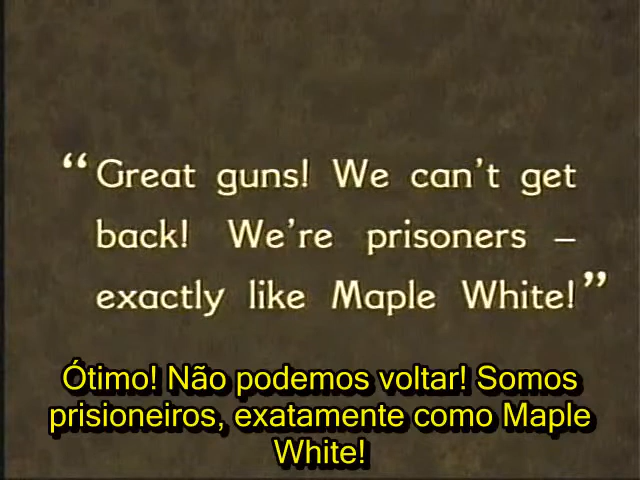 “Great guns! We can’t get
back! We’re prisoners –
exactly like Maple White!”
Ótimo! Não podemos voltar! Somos
prisioneiros, exatamente como Maple
White!